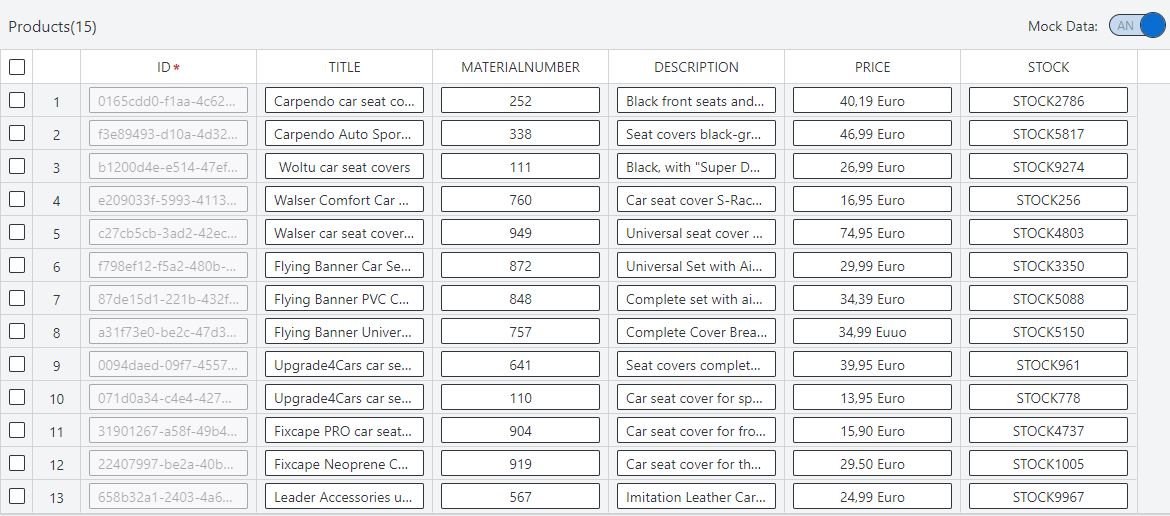 Products(15) Mock Data: AN
ID* TITLE MATERIALNUMBER DESCRIPTION PRICE STOCK
1 0165cdd0-f1aa-4c62... Carpendo car seat co... 252 Black front seats and... 40,19 Euro STOCK2786
2 f3e89493-d10a-4d32... Carpendo Auto Spor... 338 Seat covers black-gr... 46,99 Euro STOCK5817
3 b1200d4e-e514-47ef... Woltu car seat covers 111 Black, with "Super D... 26,99 Euro STOCK9274
4 e209033f-5993-4113... Walser Comfort Car ... 760 Car seat cover S-Rac... 16,95 Euro STOCK256
5 c27cb5cb-3ad2-42ec... Walser car seat cover... 949 Universal seat cover ... 74,95 Euro STOCK4803
6 f798ef12-f5a2-480b-... Flying Banner Car Se... 872 Universal Set with Ai... 29,99 Euro STOCK3350
7 87de15d1-221b-432f... Flying Banner PVC C... 848 Complete set with ai... 34,39 Euro STOCK5088
8 a31f73e0-be2c-47d3... Flying Banner Univer... 757 Complete Cover Brea... 34,99 Euuo STOCK5150
9 0094daed-09f7-4557... Upgrade4Cars car se... 641 Seat covers complet... 39,95 Euro STOCK961
10 071d0a34-c4e4-427... Upgrade4Cars car se... 110 Car seat cover for sp... 13,95 Euro STOCK778
11 31901267-a58f-49b4... Fixcape PRO car seat... 904 Car seat cover for fro... 15,90 Euro STOCK4737
12 22407997-be2a-40b... Fixcape Neoprene C... 919 Car seat cover for th... 29.50 Euro STOCK1005
13 658b32a1-2403-4a6... Leader Accessories u... 567 Imitation Leather Car... 24,99 Euro STOCK9967